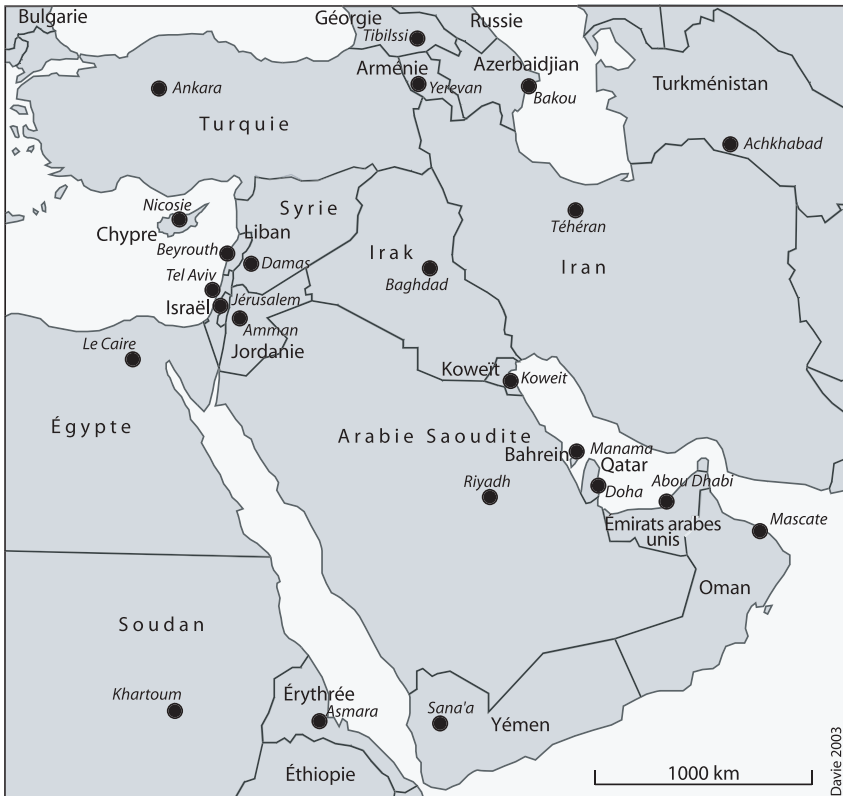 Bulgarie
Géorgie
Russie
Tibilssi
Arménie
Azerbaidjian
Turkménistan
Ankara
Yerevan
Bakou
Turquie
Achkhabad
Nicosie
Syrie
Téhéran
Chypre
Liban
Beyrouth
Irak
Damas
Iran
Tel Aviv
Baghdad
Israël
Jérusalem
Amman
Le Caire
Jordanie
Koweït
Koweit
Égypte
Arabie Saoudite
Bahrein
Manama
Qatar
Riyadh
Abou Dhabi
Doha
Émirats arabes
unis
Mascate
Oman
Soudan
Khartoum
Érythrée
Asmara
Sana'a
Yémen
Éthiopie
1000 km
Davie 2003